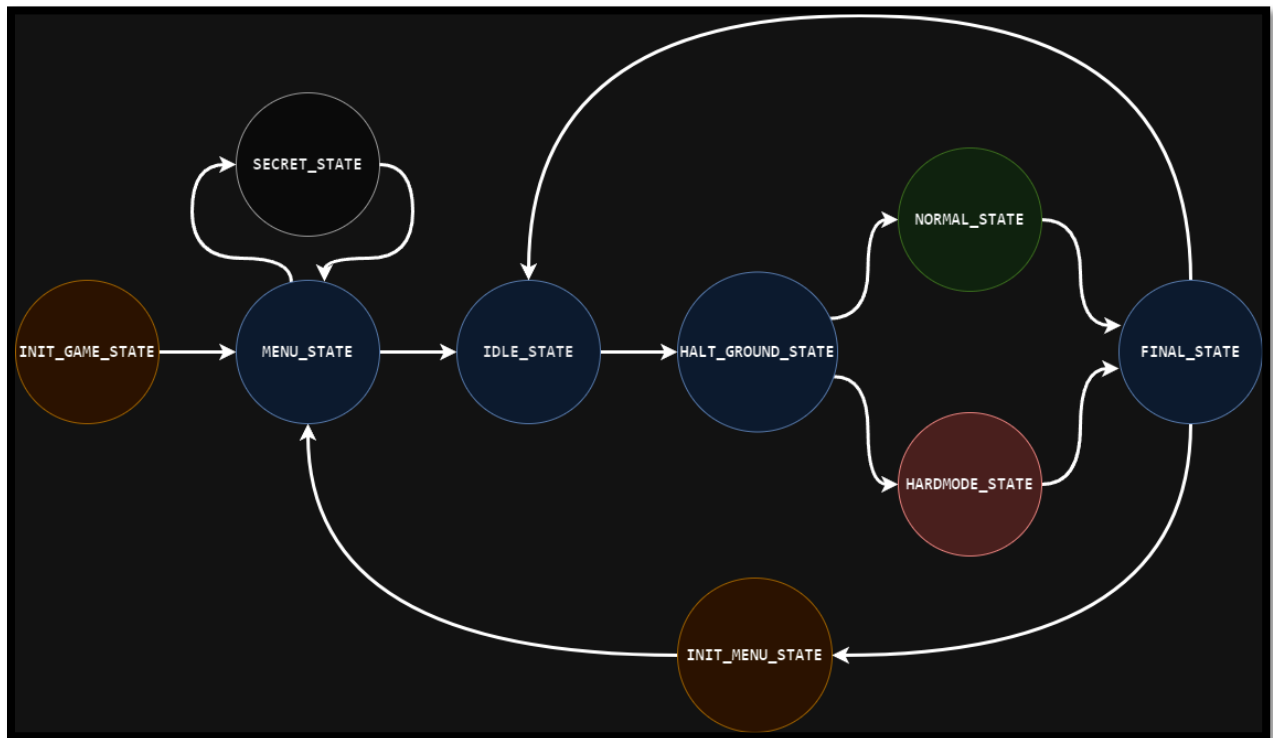 SECRET_STATE
NORMAL_STATE
INIT_GAME_STATE
MENU_STATE
IDLE_STATE
HALT_GROUND_STATE
FINAL_STATE
HARDMODE_STATE
INIT_MENU_STATE